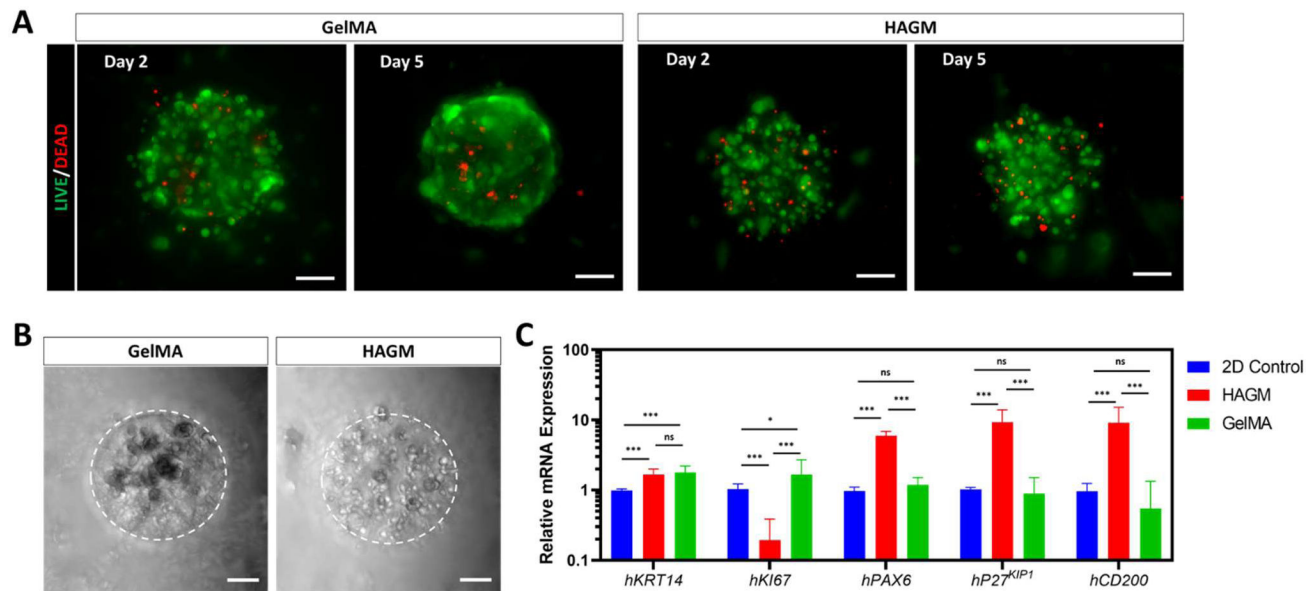 A
GelMA
HAGM
LIVE/DEAD
Day 2
Day 5
Day 2
Day 5
B
GelMA
HAGM
C
Relative mRNA Expression
100
10
1
0.1
***
***
ns
*
***
***
ns
***
***
ns
***
***
ns
***
***
hKRT14
hKI67
hPAX6
hP27KIP1
hCD200
2D Control
HAGM
GelMA